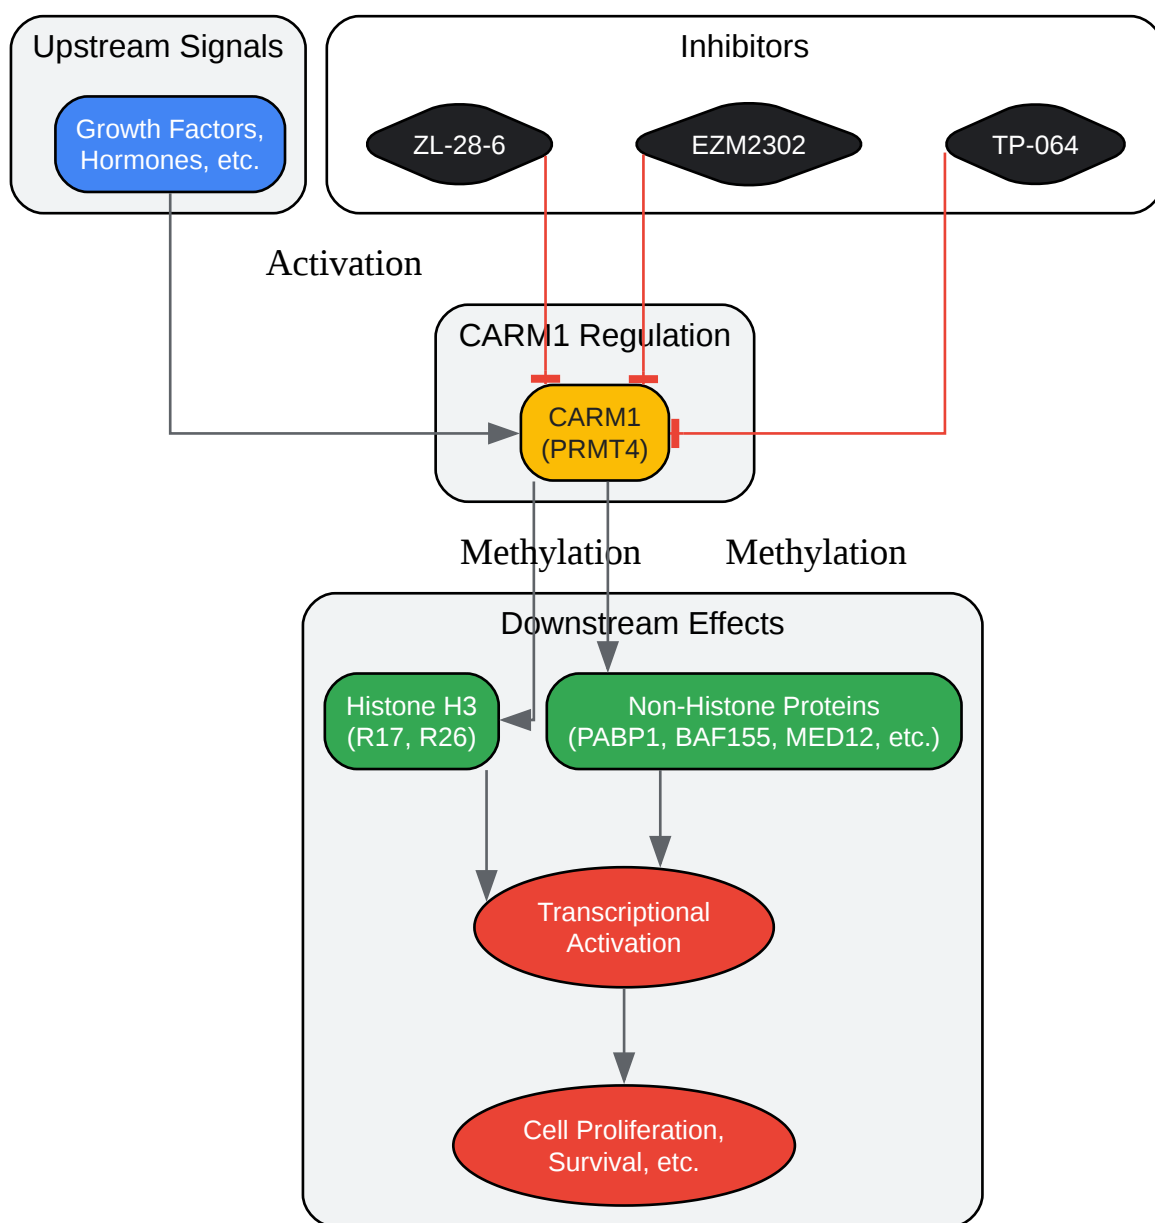 Upstream Signals
Growth Factors,
Hormones, etc.
Inhibitors
ZL-28-6
EZM2302
TP-064
Activation
CARM1 Regulation
CARM1
(PRMT4)
Methylation
Methylation
Downstream Effects
Histone H3
(R17, R26)
Non-Histone Proteins
(PABP1, BAF155, MED12, etc.)
Transcriptional
Activation
Cell Proliferation,
Survival, etc.